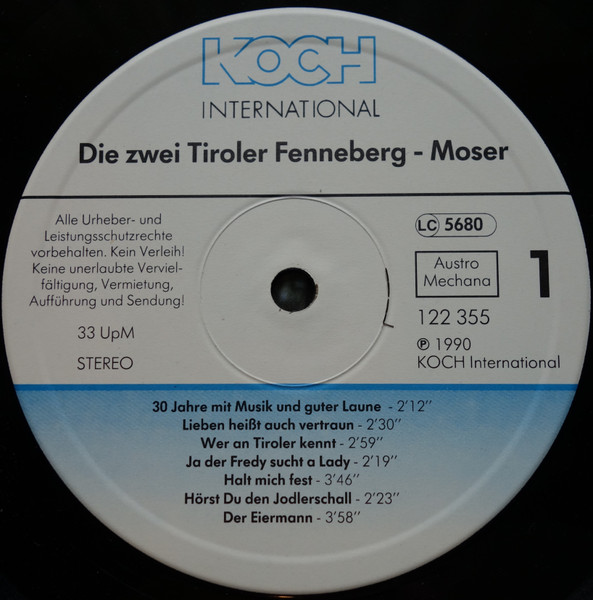 KOCH
INTERNATIONAL
Die zwei Tiroler Fenneberg - Moser
Alle Urheber- und
Leistungsschutzrechte
vorbehalten. Kein Verleih!
Keine unerlaubte Verviel-
fältigung, Vermietung,
Aufführung und Sendung!
33 UpM
STEREO
LC 5680
Austro
Mechana
1
122 355
℗ 1990
KOCH International
30 Jahre mit Musik und guter Laune - 2'12''
Lieben heißt auch vertraun - 2'30''
Wer an Tiroler kennt - 2'59''
Ja der Fredy sucht a Lady - 2'19''
Halt mich fest - 3'46''
Hörst Du den Jodlerschall - 2'23''
Der Eiermann - 3'58''